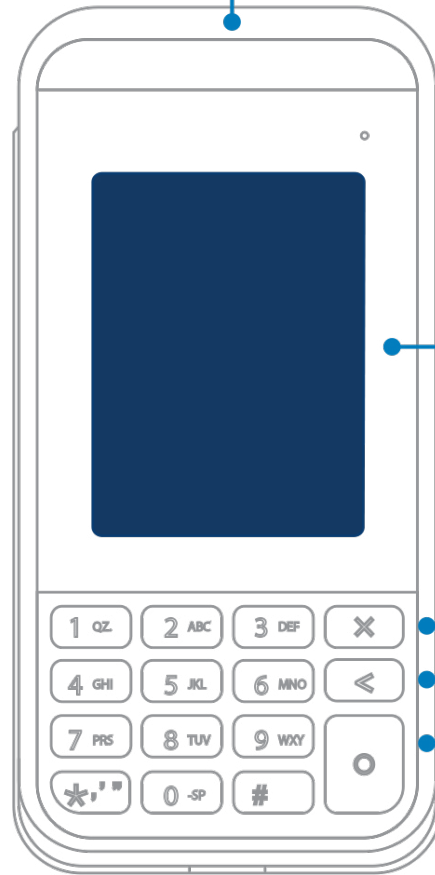 1 QZ. 2 ABC 3 DEF X
4 GHI 5 JKL 6 MNO <
7 PRS 8 TUV 9 WXY O
*,'" 0 -SP #